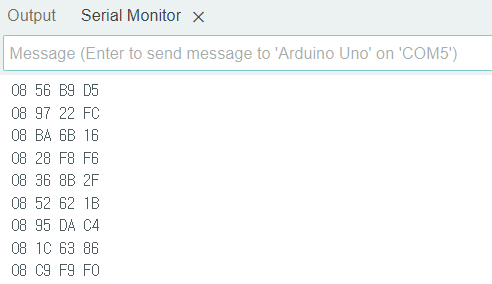 Output Serial Monitor ×
Message (Enter to send message to 'Arduino Uno' on 'COM5')
08 56 B9 D5
08 97 22 FC
08 BA 6B 16
08 28 F8 F6
08 36 8B 2F
08 52 62 1B
08 95 DA C4
08 1C 63 86
08 C9 F9 F0